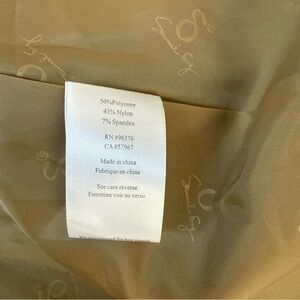 50%Polyester
43% Nylon
7% Spandex
RN #96376
CA #57967
Made in china
Fabrique en chine
See care reverse
Entretien voir au verso